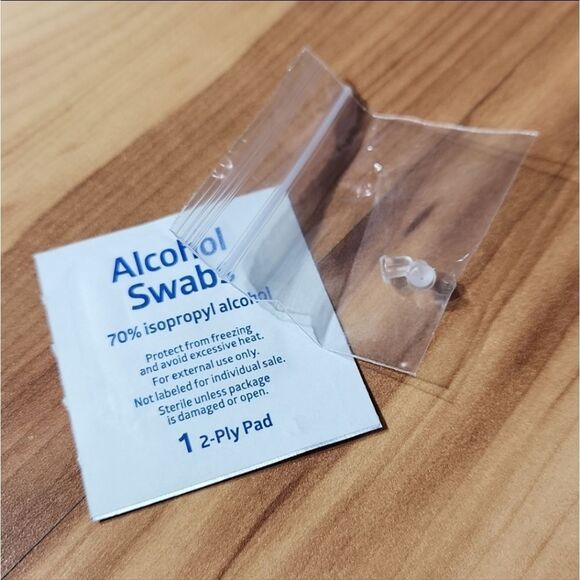 Alcohol
Swabs
70% isopropyl alcohol
Protect from freezing
and avoid excessive heat.
For external use only.
Not labeled for individual sale.
Sterile unless package
is damaged or open.
1 2-Ply Pad